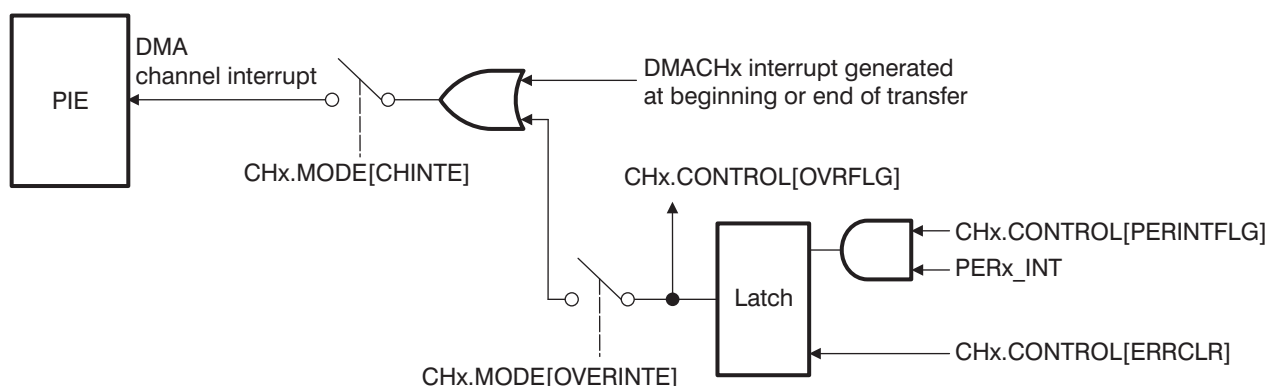 DMA
channel interrupt
PIE
DMACHx interrupt generated
at beginning or end of transfer
CHx.MODE[CHINTE]
CHx.CONTROL[OVRFLG]
CHx.CONTROL[PERINTFLG]
PERx_INT
Latch
CHx.CONTROL[ERRCLR]
CHx.MODE[OVERINTE]